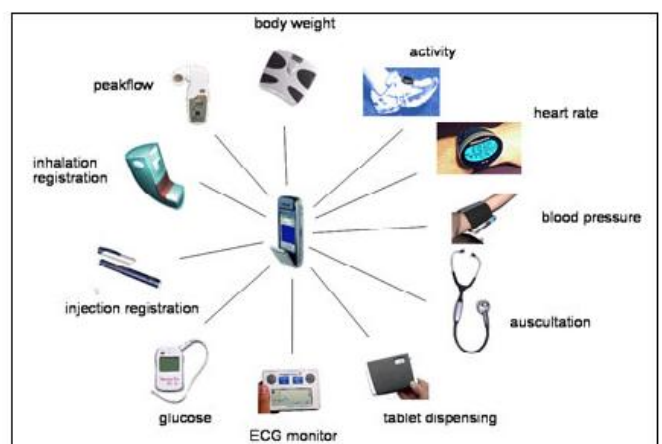 body weight
activity
peakflow
heart rate
inhalation
registration
blood pressure
injection registration
auscultation
glucose
tablet dispensing
ECG monitor